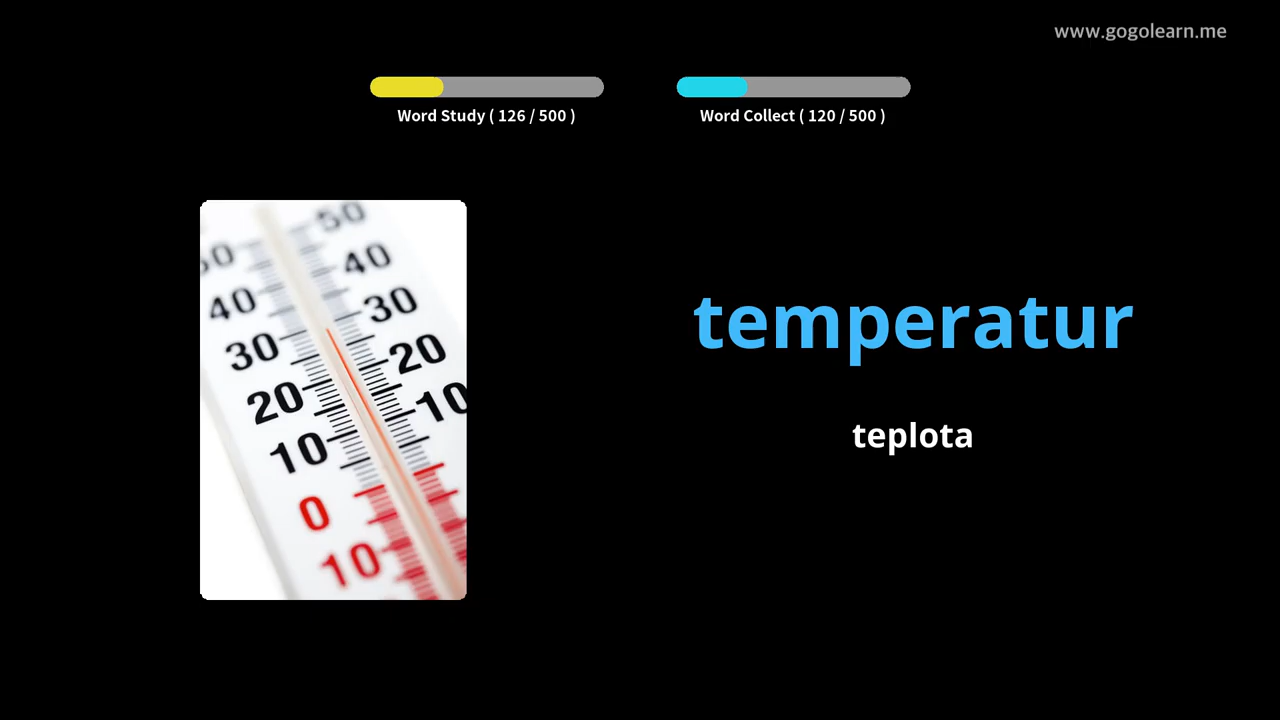 www.gogolearn.me
Word Study ( 126 / 500 )
Word Collect ( 120 / 500 )
50
40
30
20
10
40
30
20
10
0
10
temperatur
teplota